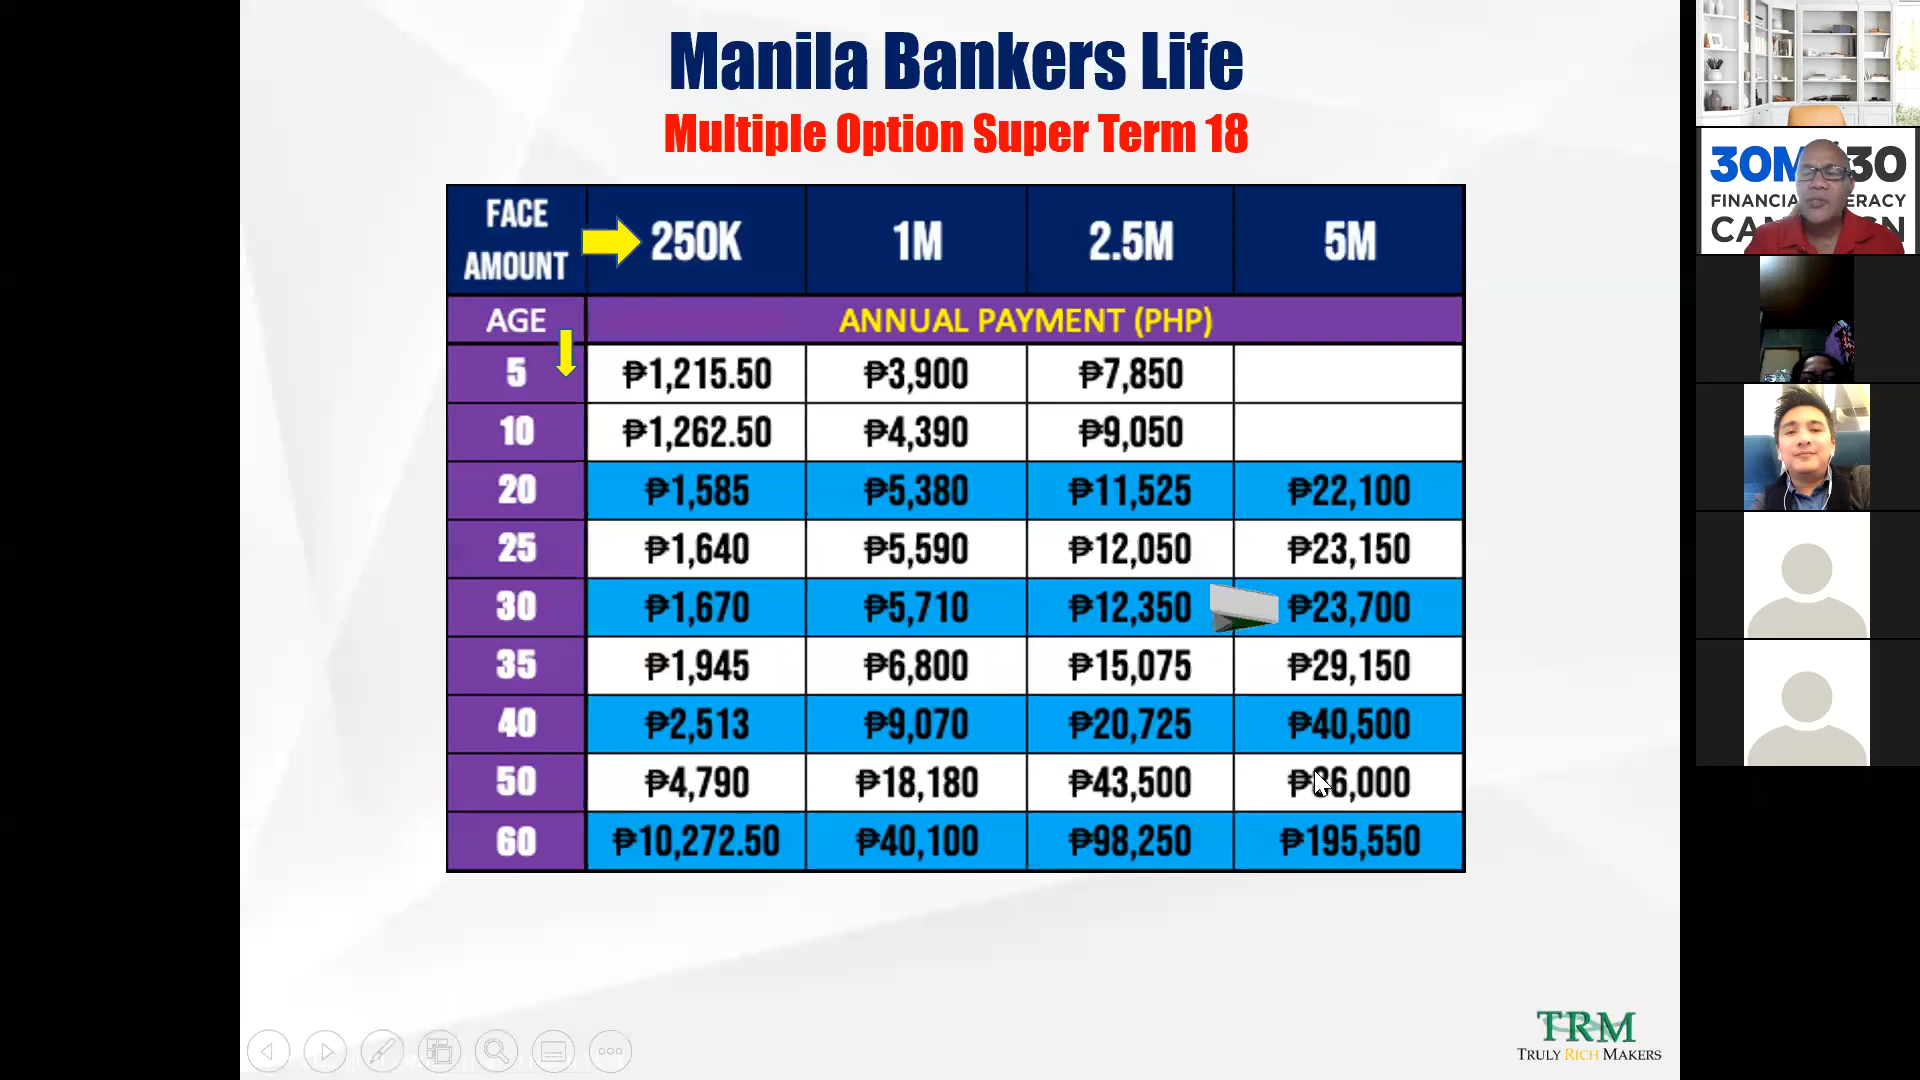 Manila Bankers Life
Multiple Option Super Term 18
FACE AMOUNT 250K 1M 2.5M 5M
AGE ANNUAL PAYMENT (PHP)
5 ₱1,215.50 ₱3,900 ₱7,850
10 ₱1,262.50 ₱4,390 ₱9,050
20 ₱1,585 ₱5,380 ₱11,525 ₱22,100
25 ₱1,640 ₱5,590 ₱12,050 ₱23,150
30 ₱1,670 ₱5,710 ₱12,350 ₱23,700
35 ₱1,945 ₱6,800 ₱15,075 ₱29,150
40 ₱2,513 ₱9,070 ₱20,725 ₱40,500
50 ₱4,790 ₱18,180 ₱43,500
60 ₱10,272.50 ₱40,100 ₱98,250 ₱195,550
TRM
TRULY RICH MAKERS
30M 30